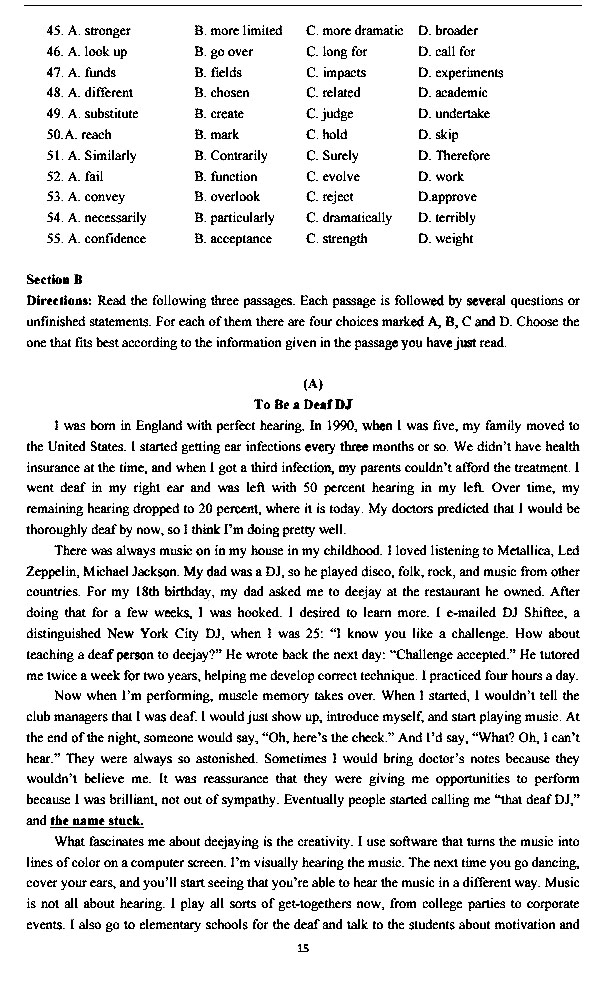 45. A. stronger B. more limited C. more dramatic D. broader
46. A. look up B. go over C. long for D. call for
47. A. funds B. fields C. impacts D. experiments
48. A. different B. chosen C. related D. academic
49. A. substitute B. create C. judge D. undertake
50.A. reach B. mark C. hold D. skip
51. A. Similarly B. Contrarily C. Surely D. Therefore
52. A. fail B. function C. evolve D. work
53. A. convey B. overlook C. reject D.approve
54. A. necessarily B. particularly C. dramatically D. terribly
55. A. confidence B. acceptance C. strength D. weight
Section B
Directions: Read the following three passages. Each passage is followed by several questions or
unfinished statements. For each of them there are four choices marked A, B, C and D. Choose the
one that fits best according to the information given in the passage you have just read.
(A)
To Be a Deaf DJ
I was born in England with perfect hearing. In 1990, when I was five, my family moved to
the United States. I started getting ear infections every three months or so. We didn't have health
insurance at the time, and when I got a third infection, my parents couldn't afford the treatment. I
went deaf in my right ear and was left with 50 percent hearing in my left. Over time, my
remaining hearing dropped to 20 percent, where it is today. My doctors predicted that I would be
thoroughly deaf by now, so I think I'm doing pretty well.
There was always music on in my house in my childhood. I loved listening to Metallica, Led
Zeppelin, Michael Jackson. My dad was a DJ, so he played disco, folk, rock, and music from other
countries. For my 18th birthday, my dad asked me to deejay at the restaurant he owned. After
doing that for a few weeks, I was hooked. I desired to learn more. I e-mailed DJ Shiftee, a
distinguished New York City DJ, when I was 25: "I know you like a challenge. How about
teaching a deaf person to deejay?" He wrote back the next day: "Challenge accepted." He tutored
me twice a week for two years, helping me develop correct technique. I practiced four hours a day.
Now when I'm performing, muscle memory takes over. When I started, I wouldn't tell the
club managers that I was deaf. I would just show up, introduce myself, and start playing music. At
the end of the night, someone would say, "Oh, here's the check." And I'd say, "What? Oh, I can't
hear." They were always so astonished. Sometimes I would bring doctor's notes because they
wouldn't believe me. It was reassurance that they were giving me opportunities to perform
because I was brilliant, not out of sympathy. Eventually people started calling me "that deaf DJ,"
and the name stuck.
What fascinates me about deejaying is the creativity. I use software that turns the music into
lines of color on a computer screen. I'm visually hearing the music. The next time you go dancing,
cover your ears, and you'll start seeing that you're able to hear the music in a different way. Music
is not all about hearing. I play all sorts of get-togethers now, from college parties to corporate
events. I also go to elementary schools for the deaf and talk to the students about motivation and
15